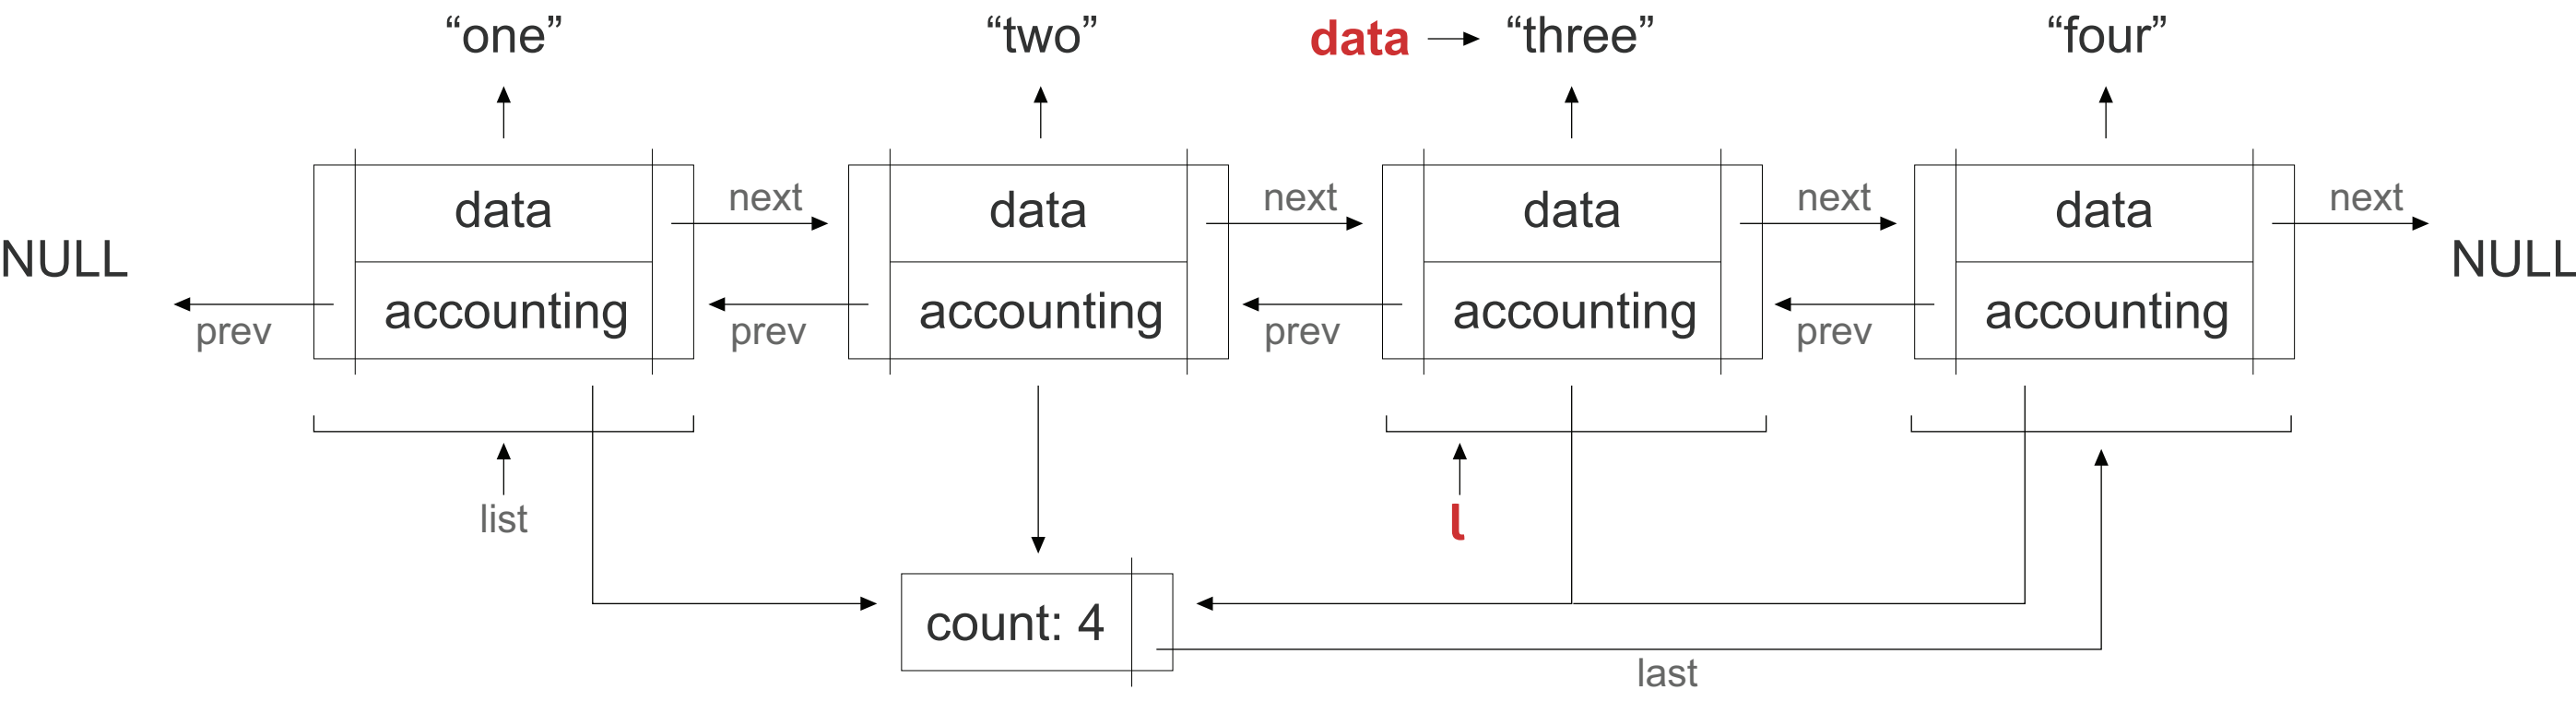 “one” “two” data “three” “four”
data next data next data next data next
NULL NULL
accounting accounting accounting accounting
prev prev prev prev
list l
count: 4
last